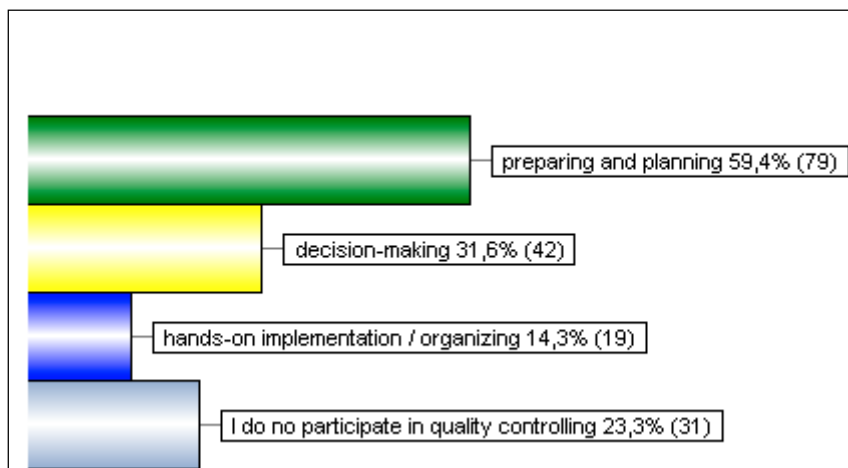 preparing and planning 59,4% (79)
decision-making 31,6% (42)
hands-on implementation / organizing 14,3% (19)
I do no participate in quality controlling 23,3% (31)